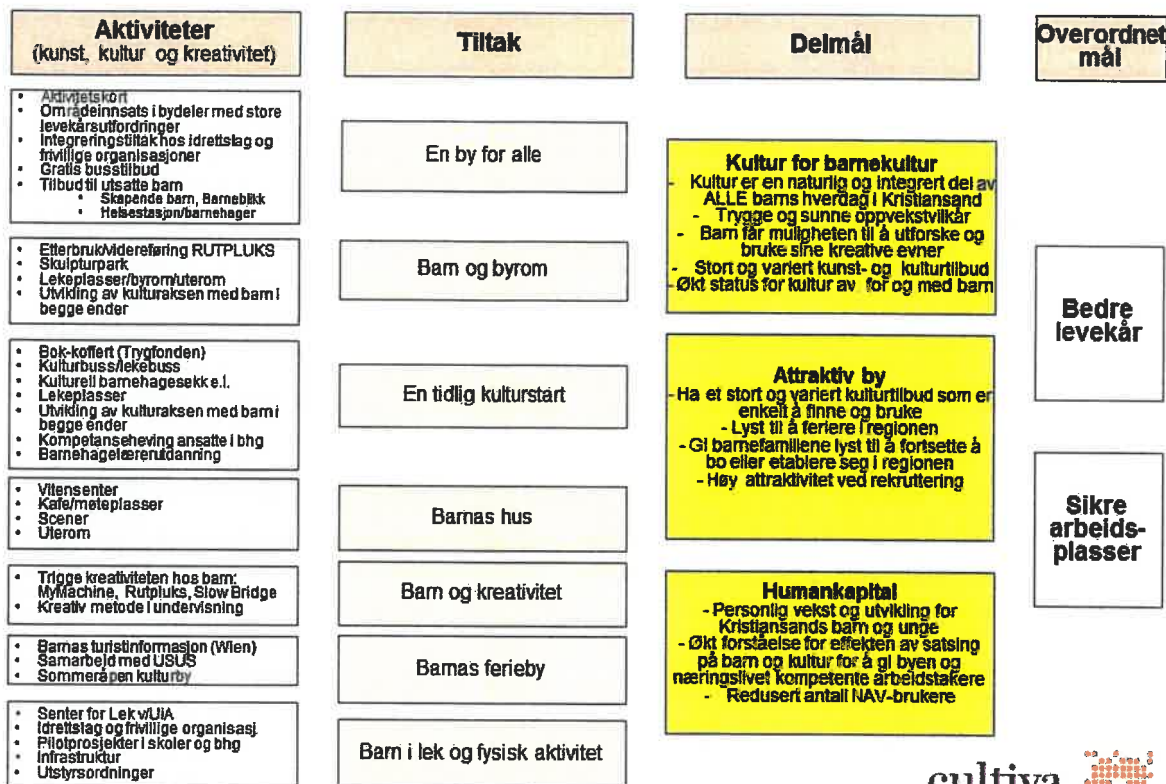 Aktiviteter
(kunst, kultur og kreativitet)
Tiltak
Delmål
Overordnet
mål
• Aktivitetskort
• Områdeinnsats i bydeler med store
levekårsutfordringer
• Integreringstiltak hos idrettslag og
frivillige organisasjoner
• Gratis busstilbud
• Tilbud til utsatte barn
• Skapende barn, Barneblikk
• Helsestasjon/barnehager
En by for alle
• Etterbruk/videreføring RUTPLUKS
• Skulpturpark
• Lekeplasser/byrom/uterom
• Utvikling av kulturaksen med barn i
begge ender
Barn og byrom
• Bok-koffert (Trygfonden)
• Kulturbuss/lekebuss
• Kulturell barnehagesekk e.l.
• Lekeplasser
• Utvikling av kulturaksen med barn i
begge ender
• Kompetanseheving ansatte i bhg
• Barnehagelærerutdanning
En tidlig kulturstart
• Vitensenter
• Kafe/møteplasser
• Scener
• Uterom
Barnas hus
• Trigge kreativiteten hos barn:
MyMachine, Rutpluks, Slow Bridge
• Kreativ metode i undervisning
Barn og kreativitet
• Barnas turistinformasjon (Wien)
• Samarbejd med USUS
• Sommeråpen kulturby
Barnas ferieby
• Senter for Lek v/UiA
• Idrettslag og frivillige organisasj.
• Pilotprosjekter i skoler og bhg
• Infrastruktur
• Utstyrsordninger
Barn i lek og fysisk aktivitet
Kultur for barnekultur
- Kultur er en naturlig og integrert del av
ALLE barns hverdag i Kristiansand
- Trygge og sunne oppvekstvilkår
- Barn får muligheten til å utforske og
bruke sine kreative evner
- Stort og variert kunst- og kulturtilbud
- Økt status for kultur av for og med barn
Attraktiv by
- Ha et stort og variert kulturtilbud som er
enkelt å finne og bruke
- Lyst til å feriere i regionen
- Gi barnefamiliene lyst til å fortsette å
bo eller etablere seg i regionen
- Høy attraktivitet ved rekruttering
Humankapital
- Personlig vekst og utvikling for
Kristiansands barn og unge
- Økt forståelse for effekten av satsing
på barn og kultur for å gi byen og
næringslivet kompetente arbeidstakere
- Redusert antall NAV-brukere
Bedre
levekår
Sikre
arbeids-
plasser
cultiva